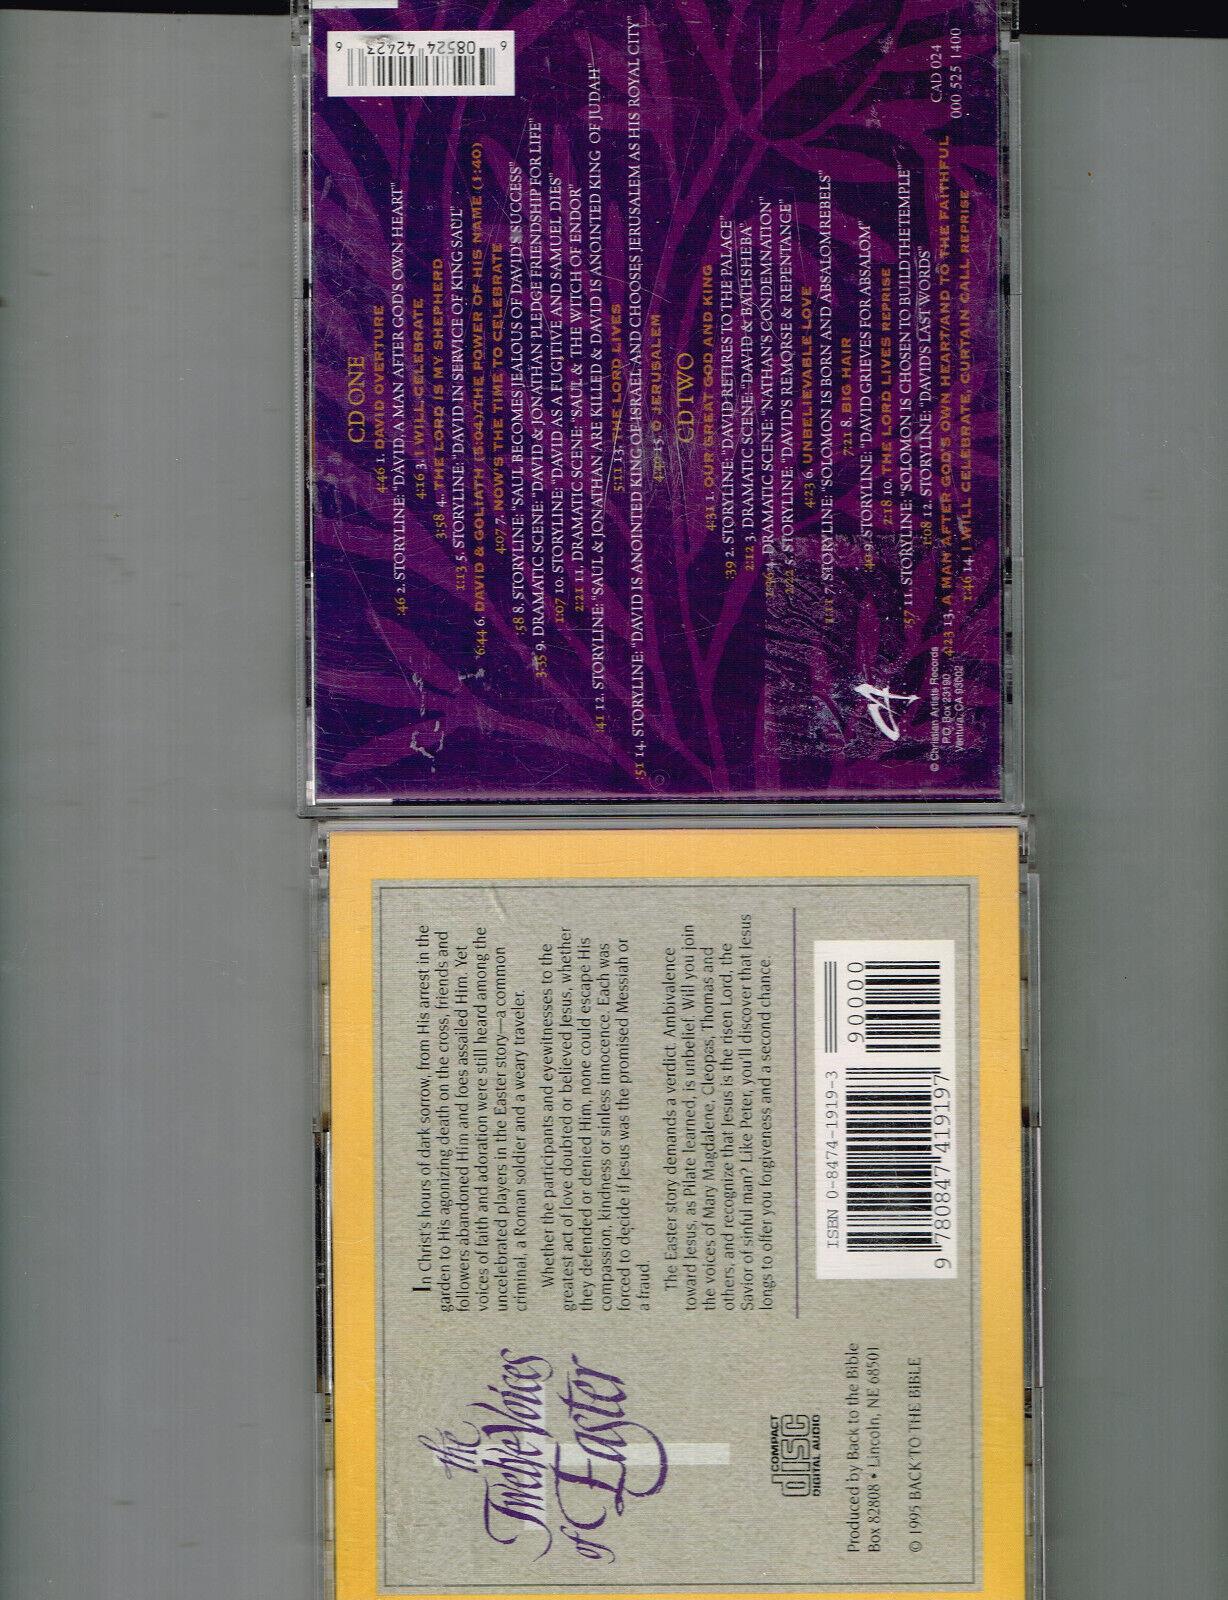 CD ONE
4:46 1. DAVID OVERTURE
:46 2. STORYLINE: "DAVID, A MAN AFTER GOD'S OWN HEART"
4:16 3. I WILL CELEBRATE
3:58 4. THE LORD IS MY SHEPHERD
1:13 5. STORYLINE: "DAVID IN SERVICE OF KING SAUL"
6:44 6. DAVID & GOLIATH (5:04)/THE POWER OF HIS NAME (1:40)
4:07 7. NOW'S THE TIME TO CELEBRATE
:58 8. STORYLINE: "SAUL BECOMES JEALOUS OF DAVID'S SUCCESS"
3:35 9. DRAMATIC SCENE: "DAVID & JONATHAN PLEDGE FRIENDSHIP FOR LIFE"
1:07 10. STORYLINE: "DAVID AS A FUGITIVE AND SAMUEL DIES"
2:21 11. DRAMATIC SCENE: "SAUL & THE WITCH OF ENDOR"
:41 12. STORYLINE: "SAUL & JONATHAN ARE KILLED & DAVID IS ANOINTED KING OF JUDAH"
5:11 13. THE LORD LIVES
:51 14. STORYLINE: "DAVID IS ANOINTED KING OF ISRAEL AND CHOOSES JERUSALEM AS HIS ROYAL CITY"
15. O JERUSALEM
CD TWO
4:31 1. OUR GREAT GOD AND KING
:39 2. STORYLINE: "DAVID RETIRES TO THE PALACE"
2:12 3. DRAMATIC SCENE: "DAVID & BATHSHEBA"
4. DRAMATIC SCENE: "NATHAN'S CONDEMNATION"
5. STORYLINE: "DAVID'S REMORSE & REPENTANCE"
4:23 6. UNBELIEVABLE LOVE
7. STORYLINE: "SOLOMON IS BORN AND ABSALOM REBELS"
7:21 8. BIG HAIR
9. STORYLINE: "DAVID GRIEVES FOR ABSALOM"
2:18 10. THE LORD LIVES REPRISE
:57 11. STORYLINE: "SOLOMON IS CHOSEN TO BUILD THE TEMPLE"
1:08 12. STORYLINE: "DAVID'S LAST WORDS"
4:23 13. A MAN AFTER GOD'S OWN HEART/AND TO THE FAITHFUL
1:46 14. I WILL CELEBRATE, CURTAIN CALL, REPRISE
CAD 024
000 525 1400
6 08524 42423 6
CA
© Christian Artists Records
P.O. Box 23190
Ventura, CA 93002
the
Twelve Voices
of Easter
In Christ's hours of dark sorrow, from His arrest in the
garden to His agonizing death on the cross, friends and
followers abandoned Him and foes assailed Him. Yet
voices of faith and adoration were still heard among the
uncelebrated players in the Easter story—a common
criminal, a Roman soldier and a weary traveler.
Whether the participants and eyewitnesses to the
greatest act of love doubted or believed Jesus, whether
they defended or denied Him, none could escape His
compassion, kindness or sinless innocence. Each was
forced to decide if Jesus was the promised Messiah or
a fraud.
The Easter story demands a verdict. Ambivalence
toward Jesus, as Pilate learned, is unbelief. Will you join
the voices of Mary Magdalene, Cleopas, Thomas and
others, and recognize that Jesus is the risen Lord, the
Savior of sinful man? Like Peter, you'll discover that Jesus
longs to offer you forgiveness and a second chance.
COMPACT
disc
DIGITAL AUDIO
Produced by Back to the Bible
Box 82808 • Lincoln, NE 68501
© 1995 BACK TO THE BIBLE
ISBN 0-8474-1919-3
90000
9 780847 419197